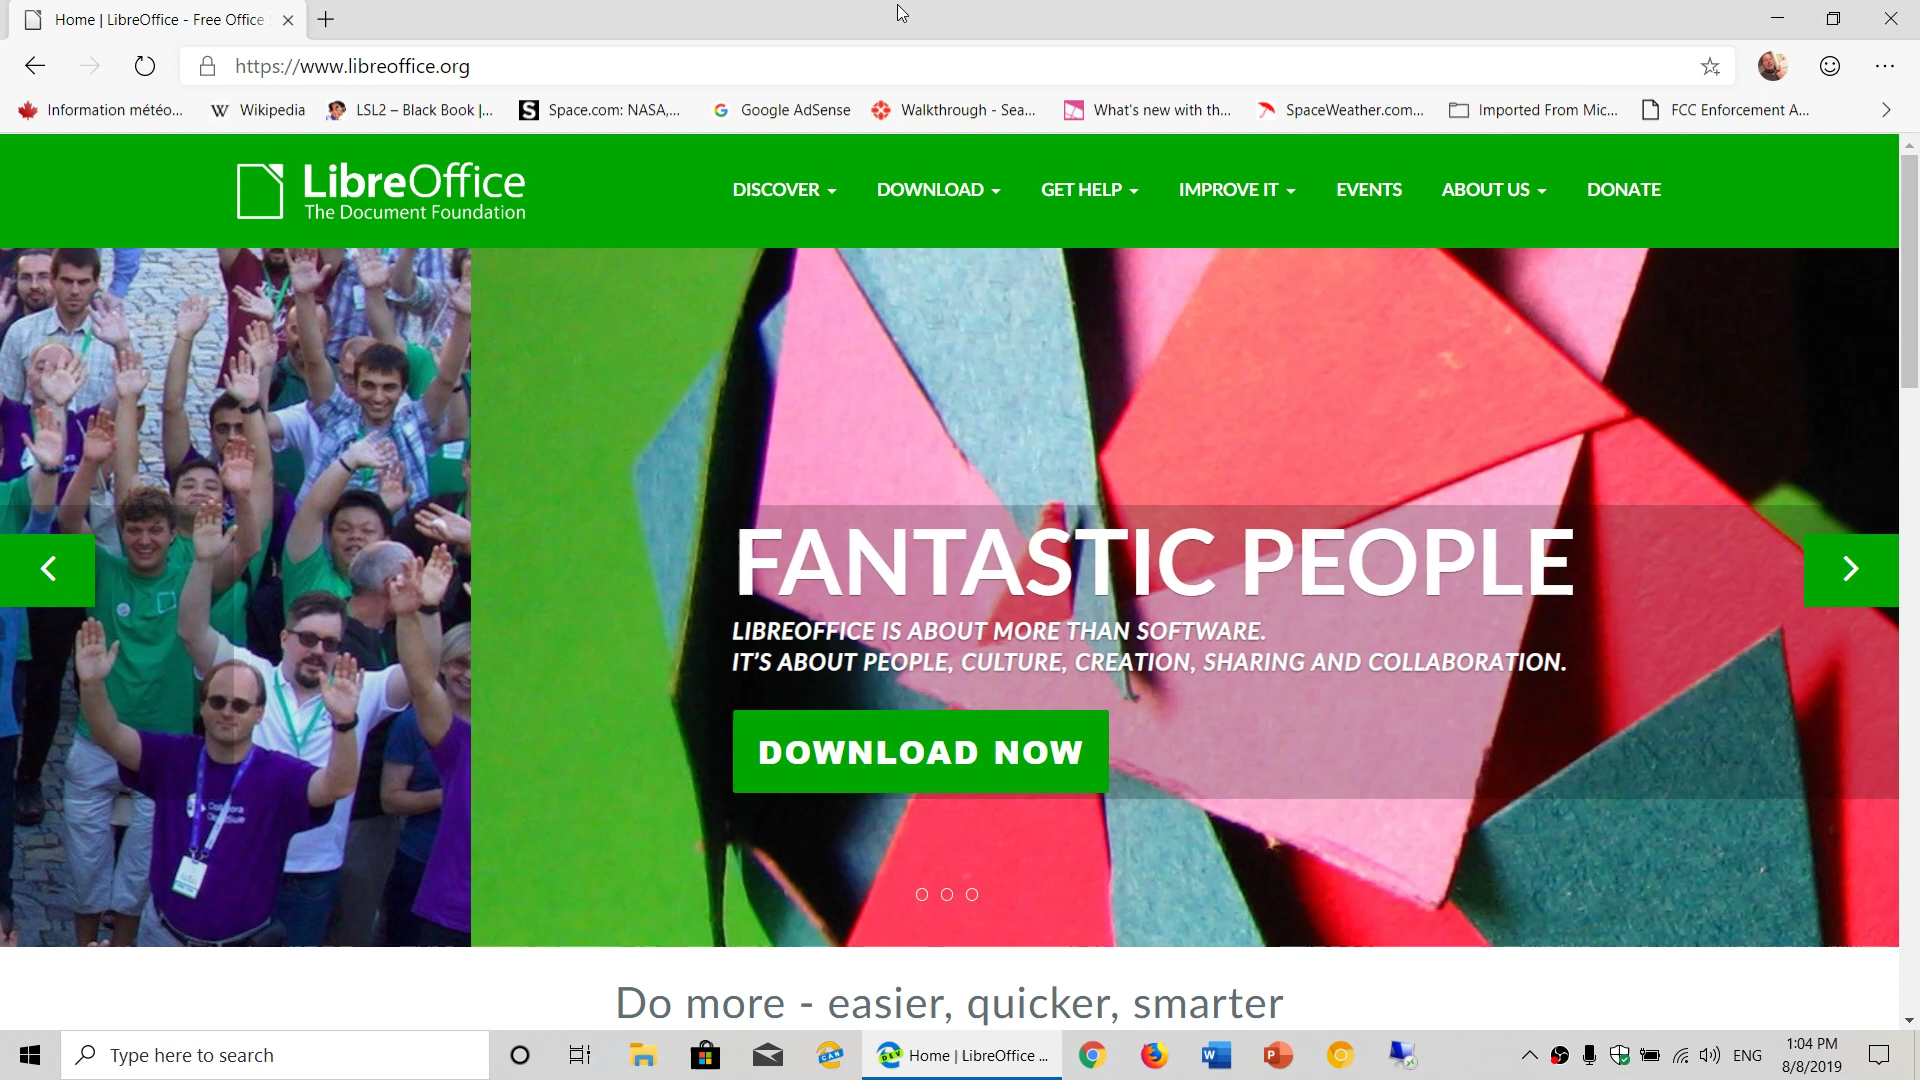 Home | LibreOffice - Free Office
https://www.libreoffice.org
Information météo...
Wikipedia
LSL2 – Black Book |...
Space.com: NASA,...
Google AdSense
Walkthrough - Sea...
What's new with th...
SpaceWeather.com...
Imported From Mic...
FCC Enforcement A...
LibreOffice
The Document Foundation
DISCOVER
DOWNLOAD
GET HELP
IMPROVE IT
EVENTS
ABOUT US
DONATE
FANTASTIC PEOPLE
LIBREOFFICE IS ABOUT MORE THAN SOFTWARE.
IT'S ABOUT PEOPLE, CULTURE, CREATION, SHARING AND COLLABORATION.
DOWNLOAD NOW
Do more - easier, quicker, smarter
Type here to search
CAN
DEV
Home | LibreOffice ...
ENG
1:04 PM
8/8/2019